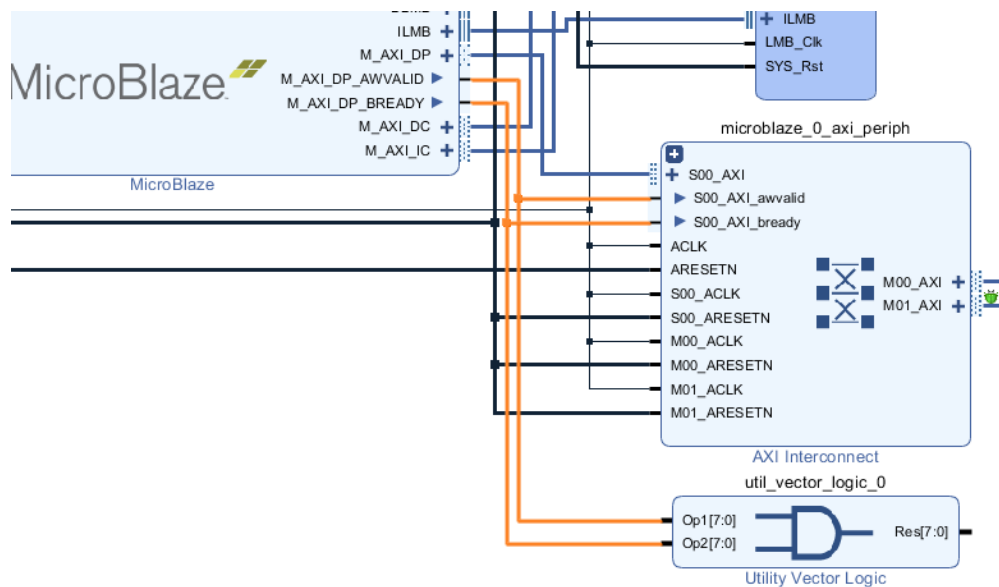 ILMB
M_AXI_DP
M_AXI_DP_AWVALID
M_AXI_DP_BREADY
M_AXI_DC
M_AXI_IC
MicroBlaze
MicroBlaze
ILMB
LMB_Clk
SYS_Rst
microblaze_0_axi_periph
S00_AXI
S00_AXI_awvalid
S00_AXI_bready
ACLK
ARESETN
S00_ACLK
S00_ARESETN
M00_ACLK
M00_ARESETN
M01_ACLK
M01_ARESETN
M00_AXI
M01_AXI
AXI Interconnect
util_vector_logic_0
Op1[7:0]
Op2[7:0]
Res[7:0]
Utility Vector Logic